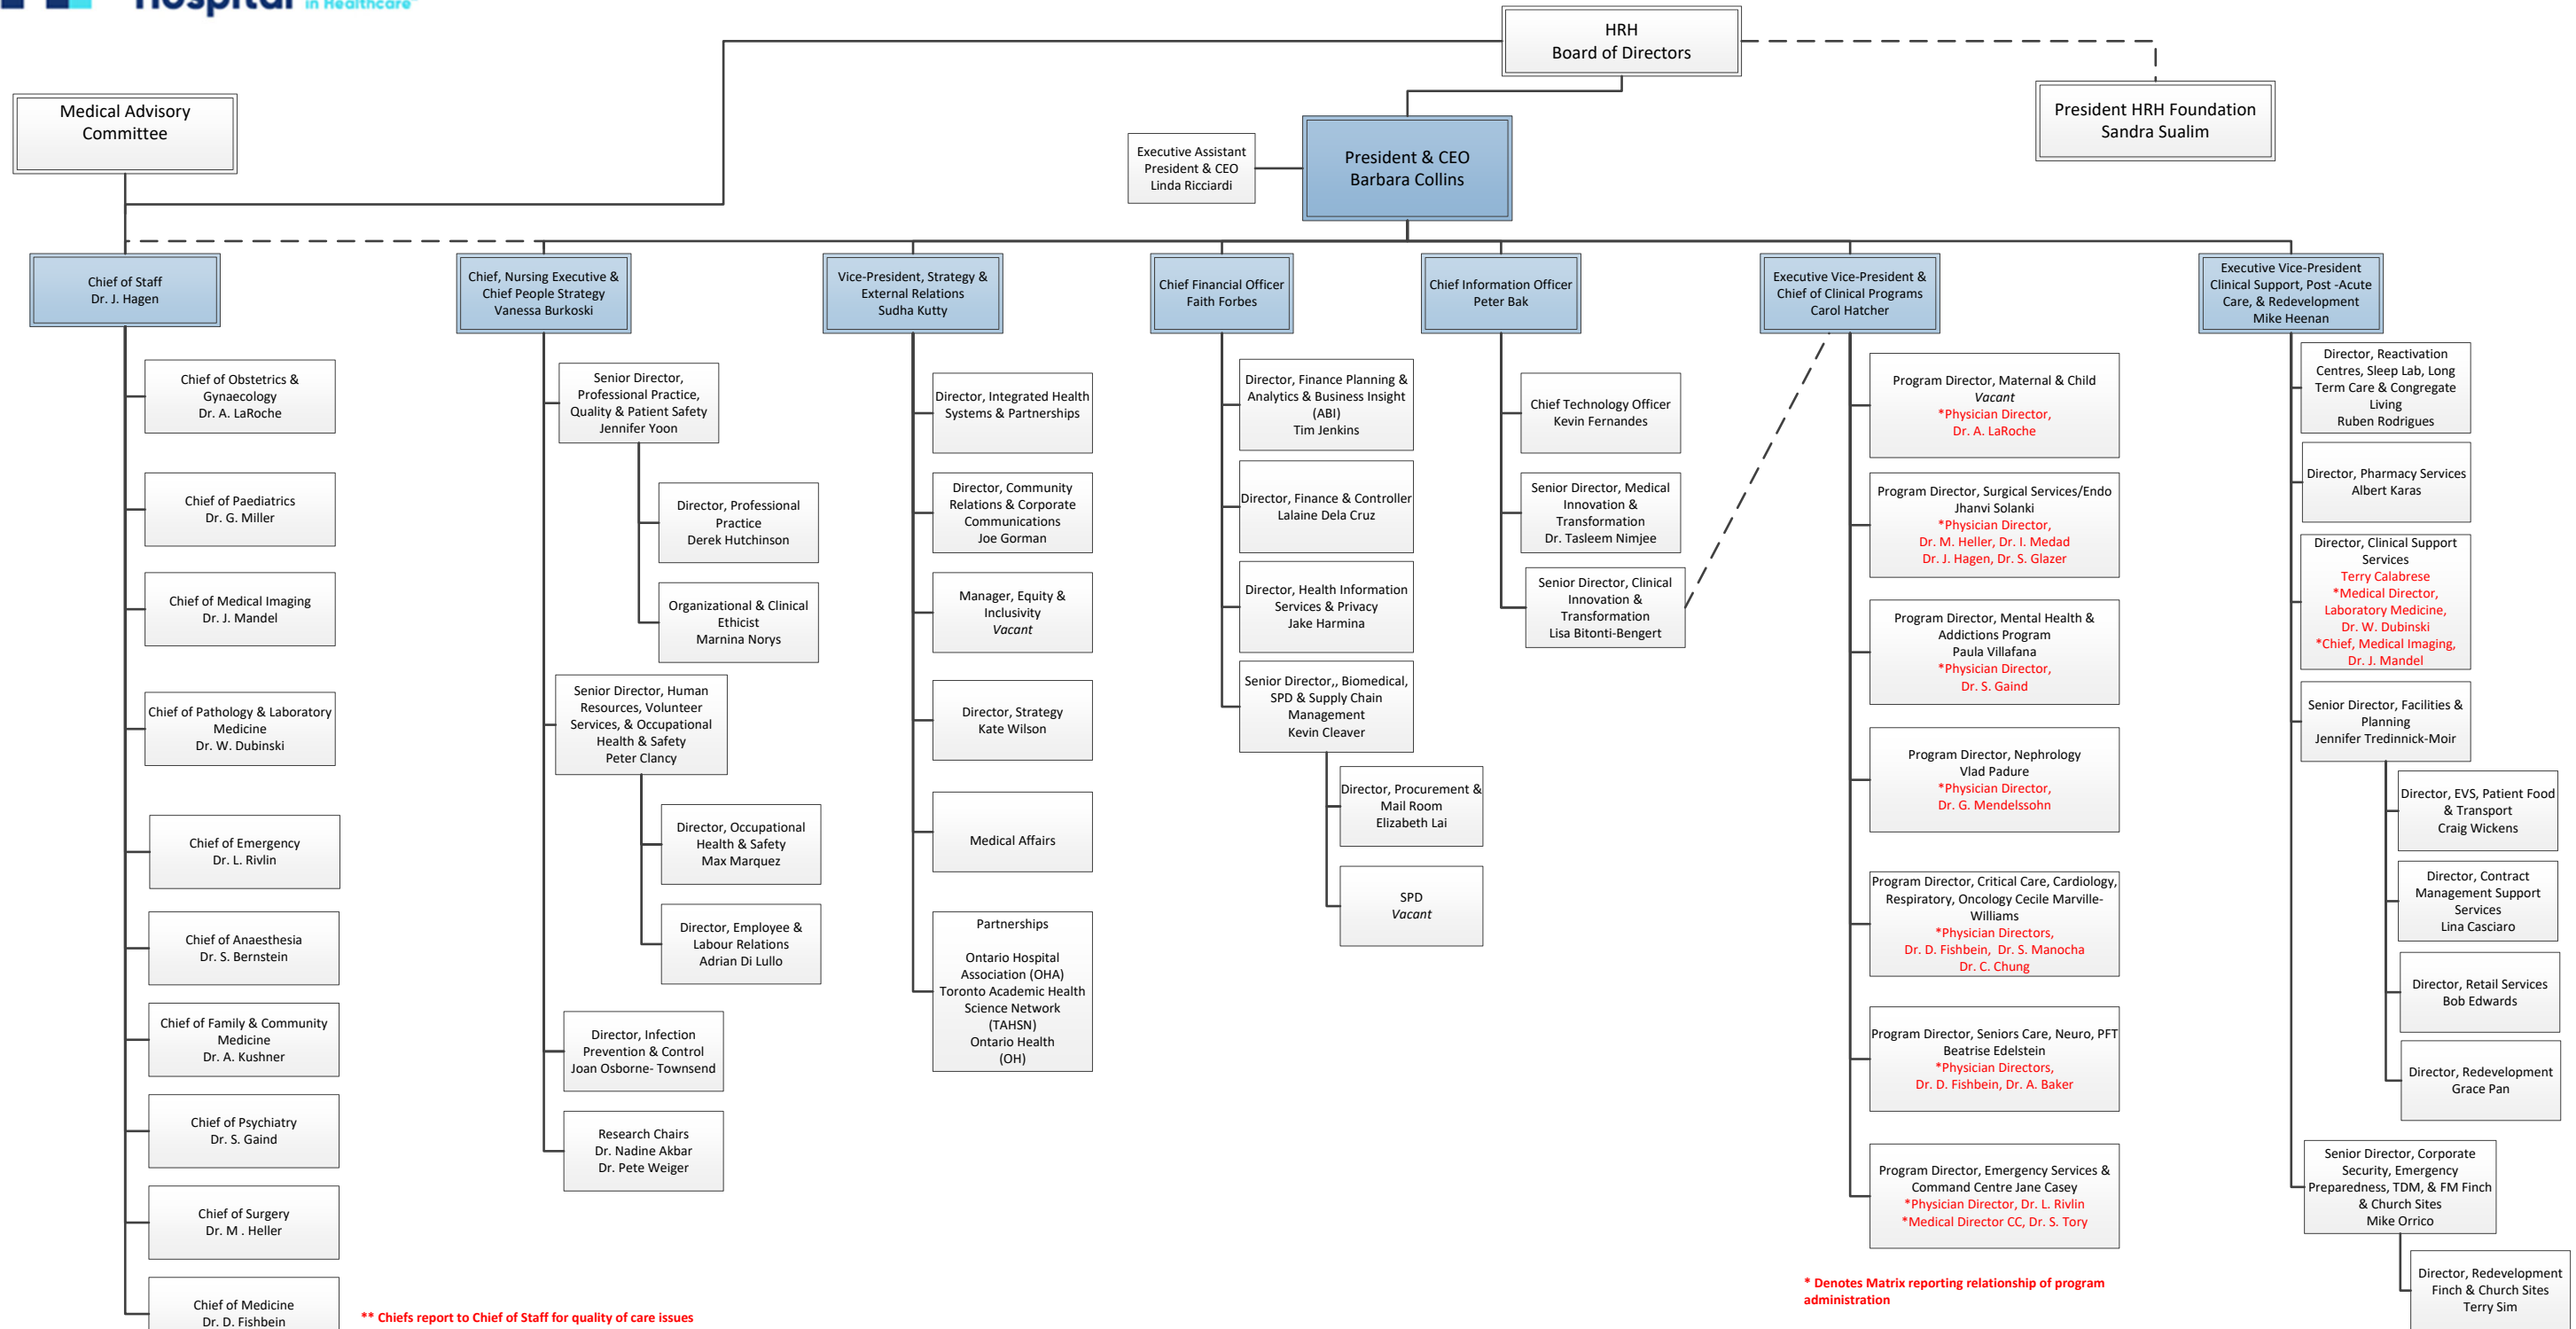 Hospital in Healthcare
HRH
Board of Directors
Medical Advisory
Committee
President HRH Foundation
Sandra Sualim
Executive Assistant
President & CEO
Linda Ricciardi
President & CEO
Barbara Collins
Chief of Staff
Dr. J. Hagen
Chief of Obstetrics &
Gynaecology
Dr. A. LaRoche
Chief of Paediatrics
Dr. G. Miller
Chief of Medical Imaging
Dr. J. Mandel
Chief of Pathology & Laboratory
Medicine
Dr. W. Dubinski
Chief of Emergency
Dr. L. Rivlin
Chief of Anaesthesia
Dr. S. Bernstein
Chief of Family & Community
Medicine
Dr. A. Kushner
Chief of Psychiatry
Dr. S. Gaind
Chief of Surgery
Dr. M . Heller
Chief of Medicine
Dr. D. Fishbein
** Chiefs report to Chief of Staff for quality of care issues
Chief, Nursing Executive &
Chief People Strategy
Vanessa Burkoski
Senior Director,
Professional Practice,
Quality & Patient Safety
Jennifer Yoon
Director, Professional
Practice
Derek Hutchinson
Organizational & Clinical
Ethicist
Marnina Norys
Senior Director, Human
Resources, Volunteer
Services, & Occupational
Health & Safety
Peter Clancy
Director, Occupational
Health & Safety
Max Marquez
Director, Employee &
Labour Relations
Adrian Di Lullo
Director, Infection
Prevention & Control
Joan Osborne- Townsend
Research Chairs
Dr. Nadine Akbar
Dr. Pete Weiger
Vice-President, Strategy &
External Relations
Sudha Kutty
Director, Integrated Health
Systems & Partnerships
Director, Community
Relations & Corporate
Communications
Joe Gorman
Manager, Equity &
Inclusivity
Vacant
Director, Strategy
Kate Wilson
Medical Affairs
Partnerships
Ontario Hospital
Association (OHA)
Toronto Academic Health
Science Network
(TAHSN)
Ontario Health
(OH)
Chief Financial Officer
Faith Forbes
Director, Finance Planning &
Analytics & Business Insight
(ABI)
Tim Jenkins
Director, Finance & Controller
Lalaine Dela Cruz
Director, Health Information
Services & Privacy
Jake Harmina
Senior Director,, Biomedical,
SPD & Supply Chain
Management
Kevin Cleaver
Director, Procurement &
Mail Room
Elizabeth Lai
SPD
Vacant
Chief Information Officer
Peter Bak
Chief Technology Officer
Kevin Fernandes
Senior Director, Medical
Innovation &
Transformation
Dr. Tasleem Nimjee
Senior Director, Clinical
Innovation &
Transformation
Lisa Bitonti-Bengert
Executive Vice-President &
Chief of Clinical Programs
Carol Hatcher
Program Director, Maternal & Child
Vacant
*Physician Director,
Dr. A. LaRoche
Program Director, Surgical Services/Endo
Jhanvi Solanki
*Physician Director,
Dr. M. Heller, Dr. I. Medad
Dr. J. Hagen, Dr. S. Glazer
Program Director, Mental Health &
Addictions Program
Paula Villafana
*Physician Director,
Dr. S. Gaind
Program Director, Nephrology
Vlad Padure
*Physician Director,
Dr. G. Mendelssohn
Program Director, Critical Care, Cardiology,
Respiratory, Oncology Cecile Marville-
Williams
*Physician Directors,
Dr. D. Fishbein, Dr. S. Manocha
Dr. C. Chung
Program Director, Seniors Care, Neuro, PFT
Beatrise Edelstein
*Physician Directors,
Dr. D. Fishbein, Dr. A. Baker
Program Director, Emergency Services &
Command Centre Jane Casey
*Physician Director, Dr. L. Rivlin
*Medical Director CC, Dr. S. Tory
* Denotes Matrix reporting relationship of program
administration
Executive Vice-President
Clinical Support, Post -Acute
Care, & Redevelopment
Mike Heenan
Director, Reactivation
Centres, Sleep Lab, Long
Term Care & Congregate
Living
Ruben Rodrigues
Director, Pharmacy Services
Albert Karas
Director, Clinical Support
Services
Terry Calabrese
*Medical Director,
Laboratory Medicine,
Dr. W. Dubinski
*Chief, Medical Imaging,
Dr. J. Mandel
Senior Director, Facilities &
Planning
Jennifer Tredinnick-Moir
Director, EVS, Patient Food
& Transport
Craig Wickens
Director, Contract
Management Support
Services
Lina Casciaro
Director, Retail Services
Bob Edwards
Director, Redevelopment
Grace Pan
Senior Director, Corporate
Security, Emergency
Preparedness, TDM, & FM Finch
& Church Sites
Mike Orrico
Director, Redevelopment
Finch & Church Sites
Terry Sim